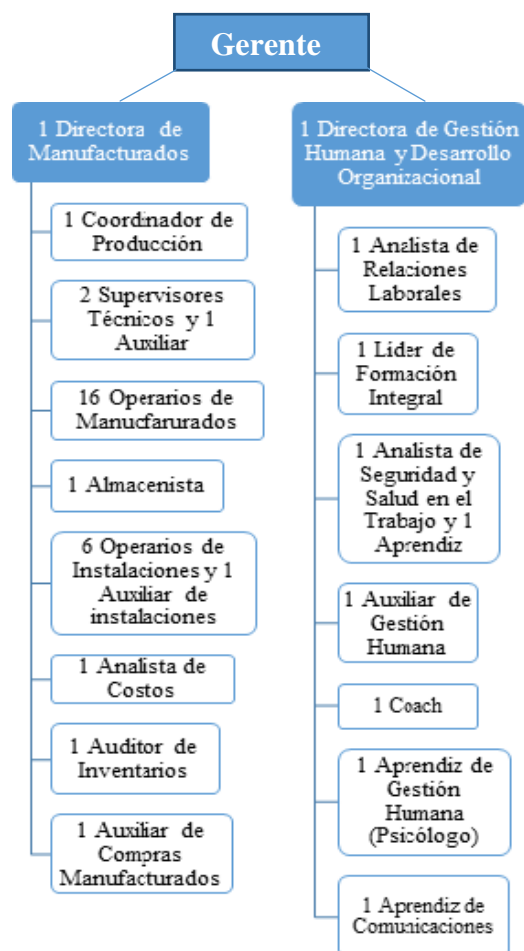 Gerente
1 Directora de
Manufacturados
1 Coordinador de
Producción
2 Supervisores
Técnicos y 1
Auxiliar
16 Operarios de
Manucfarurados
1 Almacenista
6 Operarios de
Instalaciones y 1
Auxiliar de
instalaciones
1 Analista de
Costos
1 Auditor de
Inventarios
1 Auxiliar de
Compras
Manufacturados
1 Directora de Gestión
Humana y Desarrollo
Organizacional
1 Analista de
Relaciones
Laborales
1 Líder de
Formación
Integral
1 Analista de
Seguridad y
Salud en el
Trabajo y 1
Aprendiz
1 Auxiliar de
Gestión
Humana
1 Coach
1 Aprendiz de
Gestión
Humana
(Psicólogo)
1 Aprendiz de
Comunicaciones